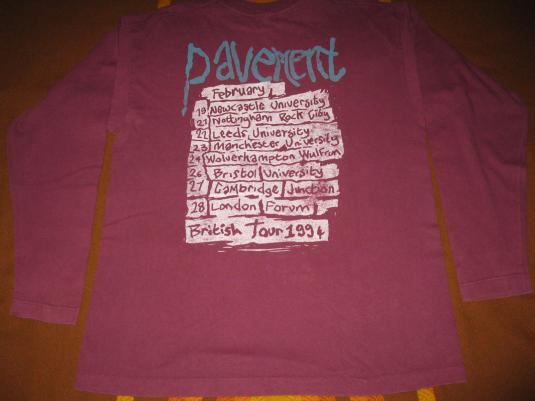 pavement
February
19 Newcastle University
21 Nottingham Rock City
22 Leeds University
23 Manchester University
24 Wolverhampton Wulfrun
26 Bristol University
27 Cambridge Junction
28 London Forum
British Tour 1994